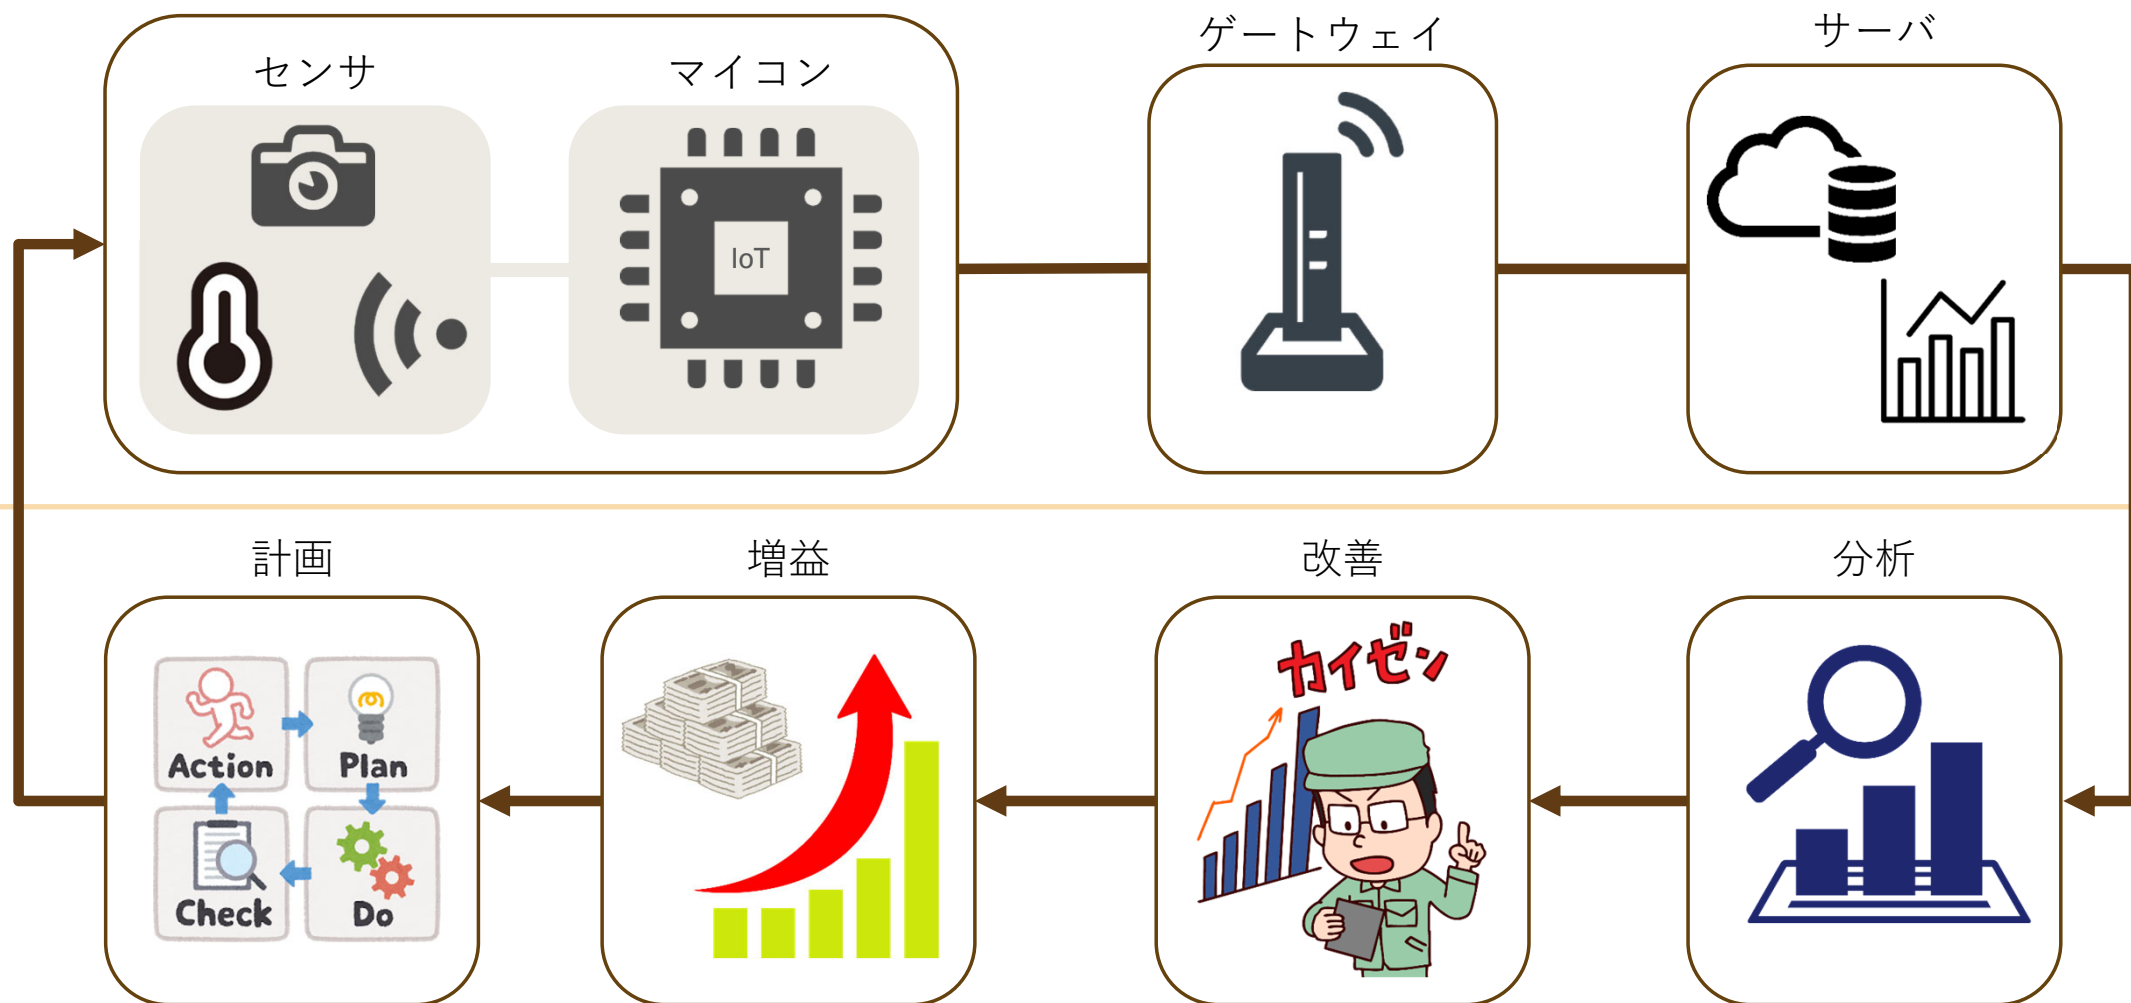 センサ
マイコン
ゲートウェイ
サーバ
IoT
計画
増益
改善
分析
カイゼン
Action
Plan
Check
Do